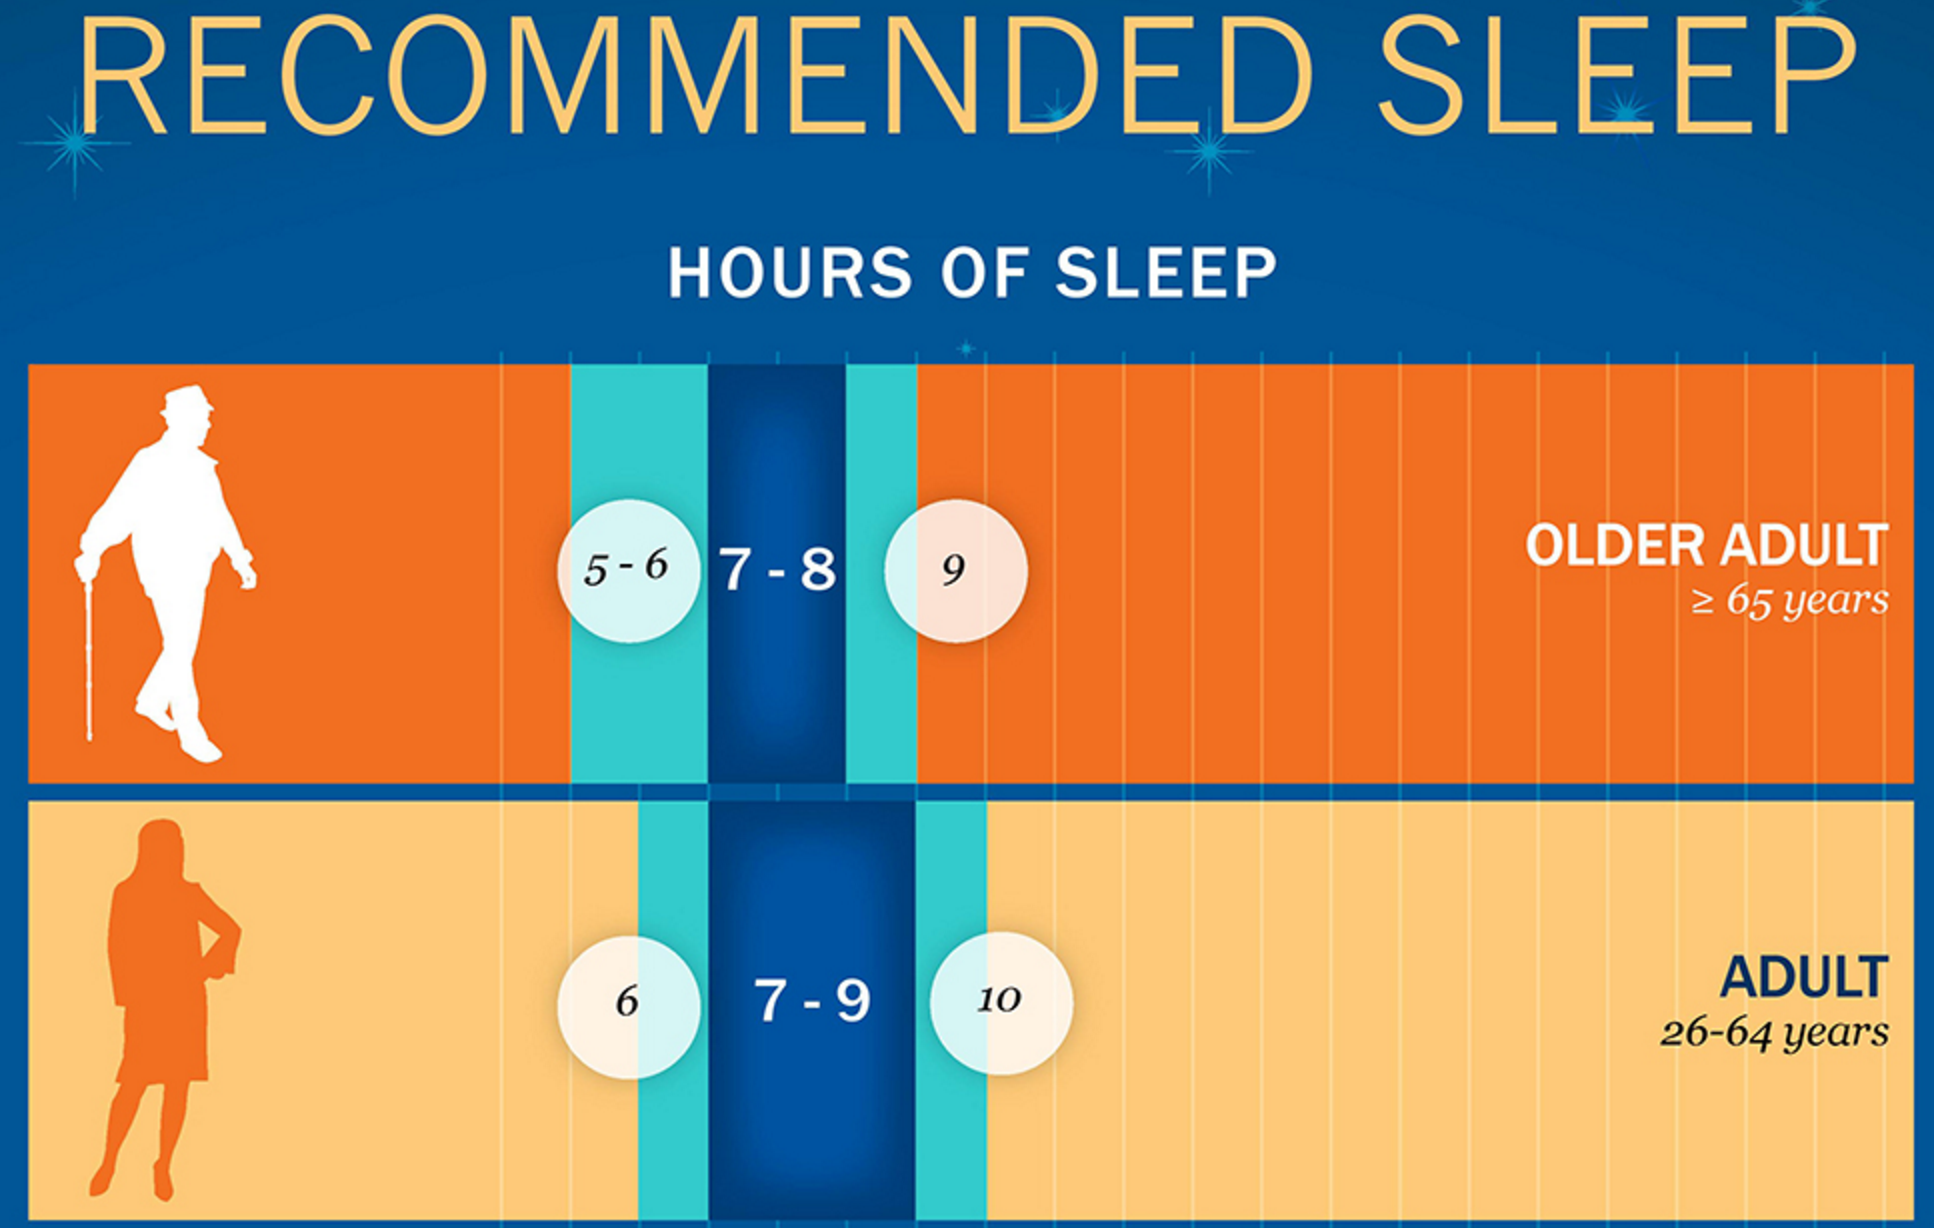 RECOMMENDED SLEEP
HOURS OF SLEEP
5 - 6
7 - 8
9
OLDER ADULT
≥ 65 years
6
7 - 9
10
ADULT
26-64 years